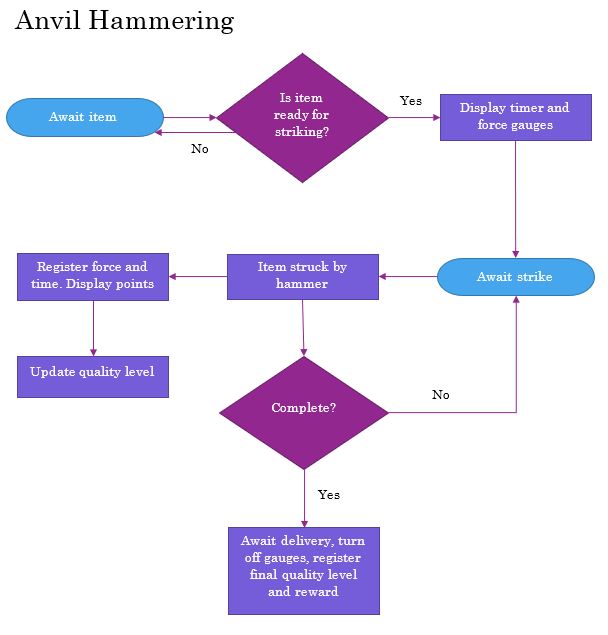 Anvil Hammering
Await item
Is item
ready for
striking?
Yes
Display timer and
force gauges
No
Register force and
time. Display points
Item struck by
hammer
Await strike
Update quality level
Complete?
No
Yes
Await delivery, turn
off gauges, register
final quality level
and reward